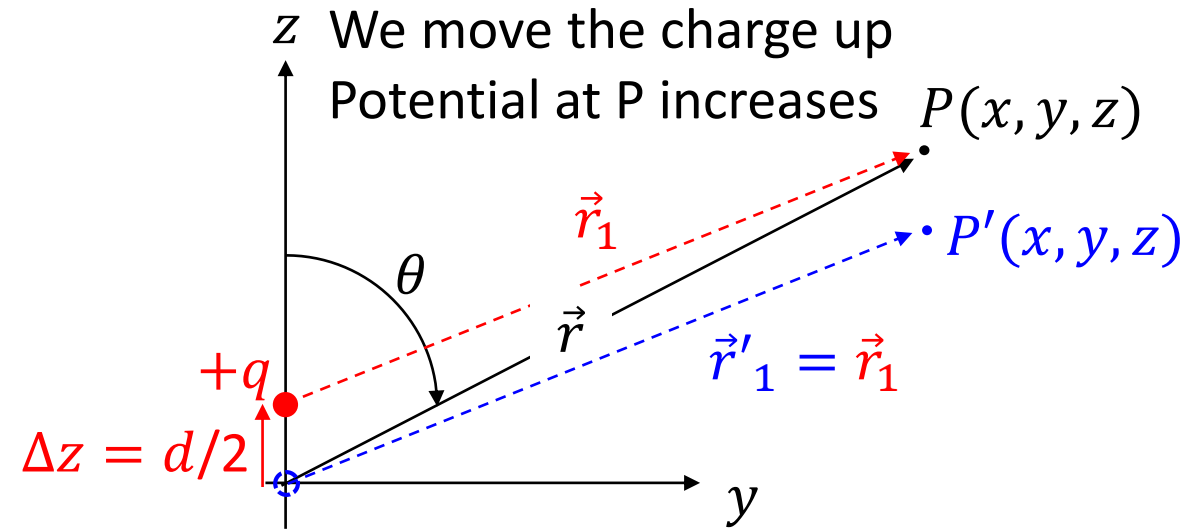 z We move the charge up
Potential at P increases
P(x, y, z)
r⃗₁
P′(x, y, z)
θ
r⃗
r⃗′₁ = r⃗₁
+q
Δz = d/2
y